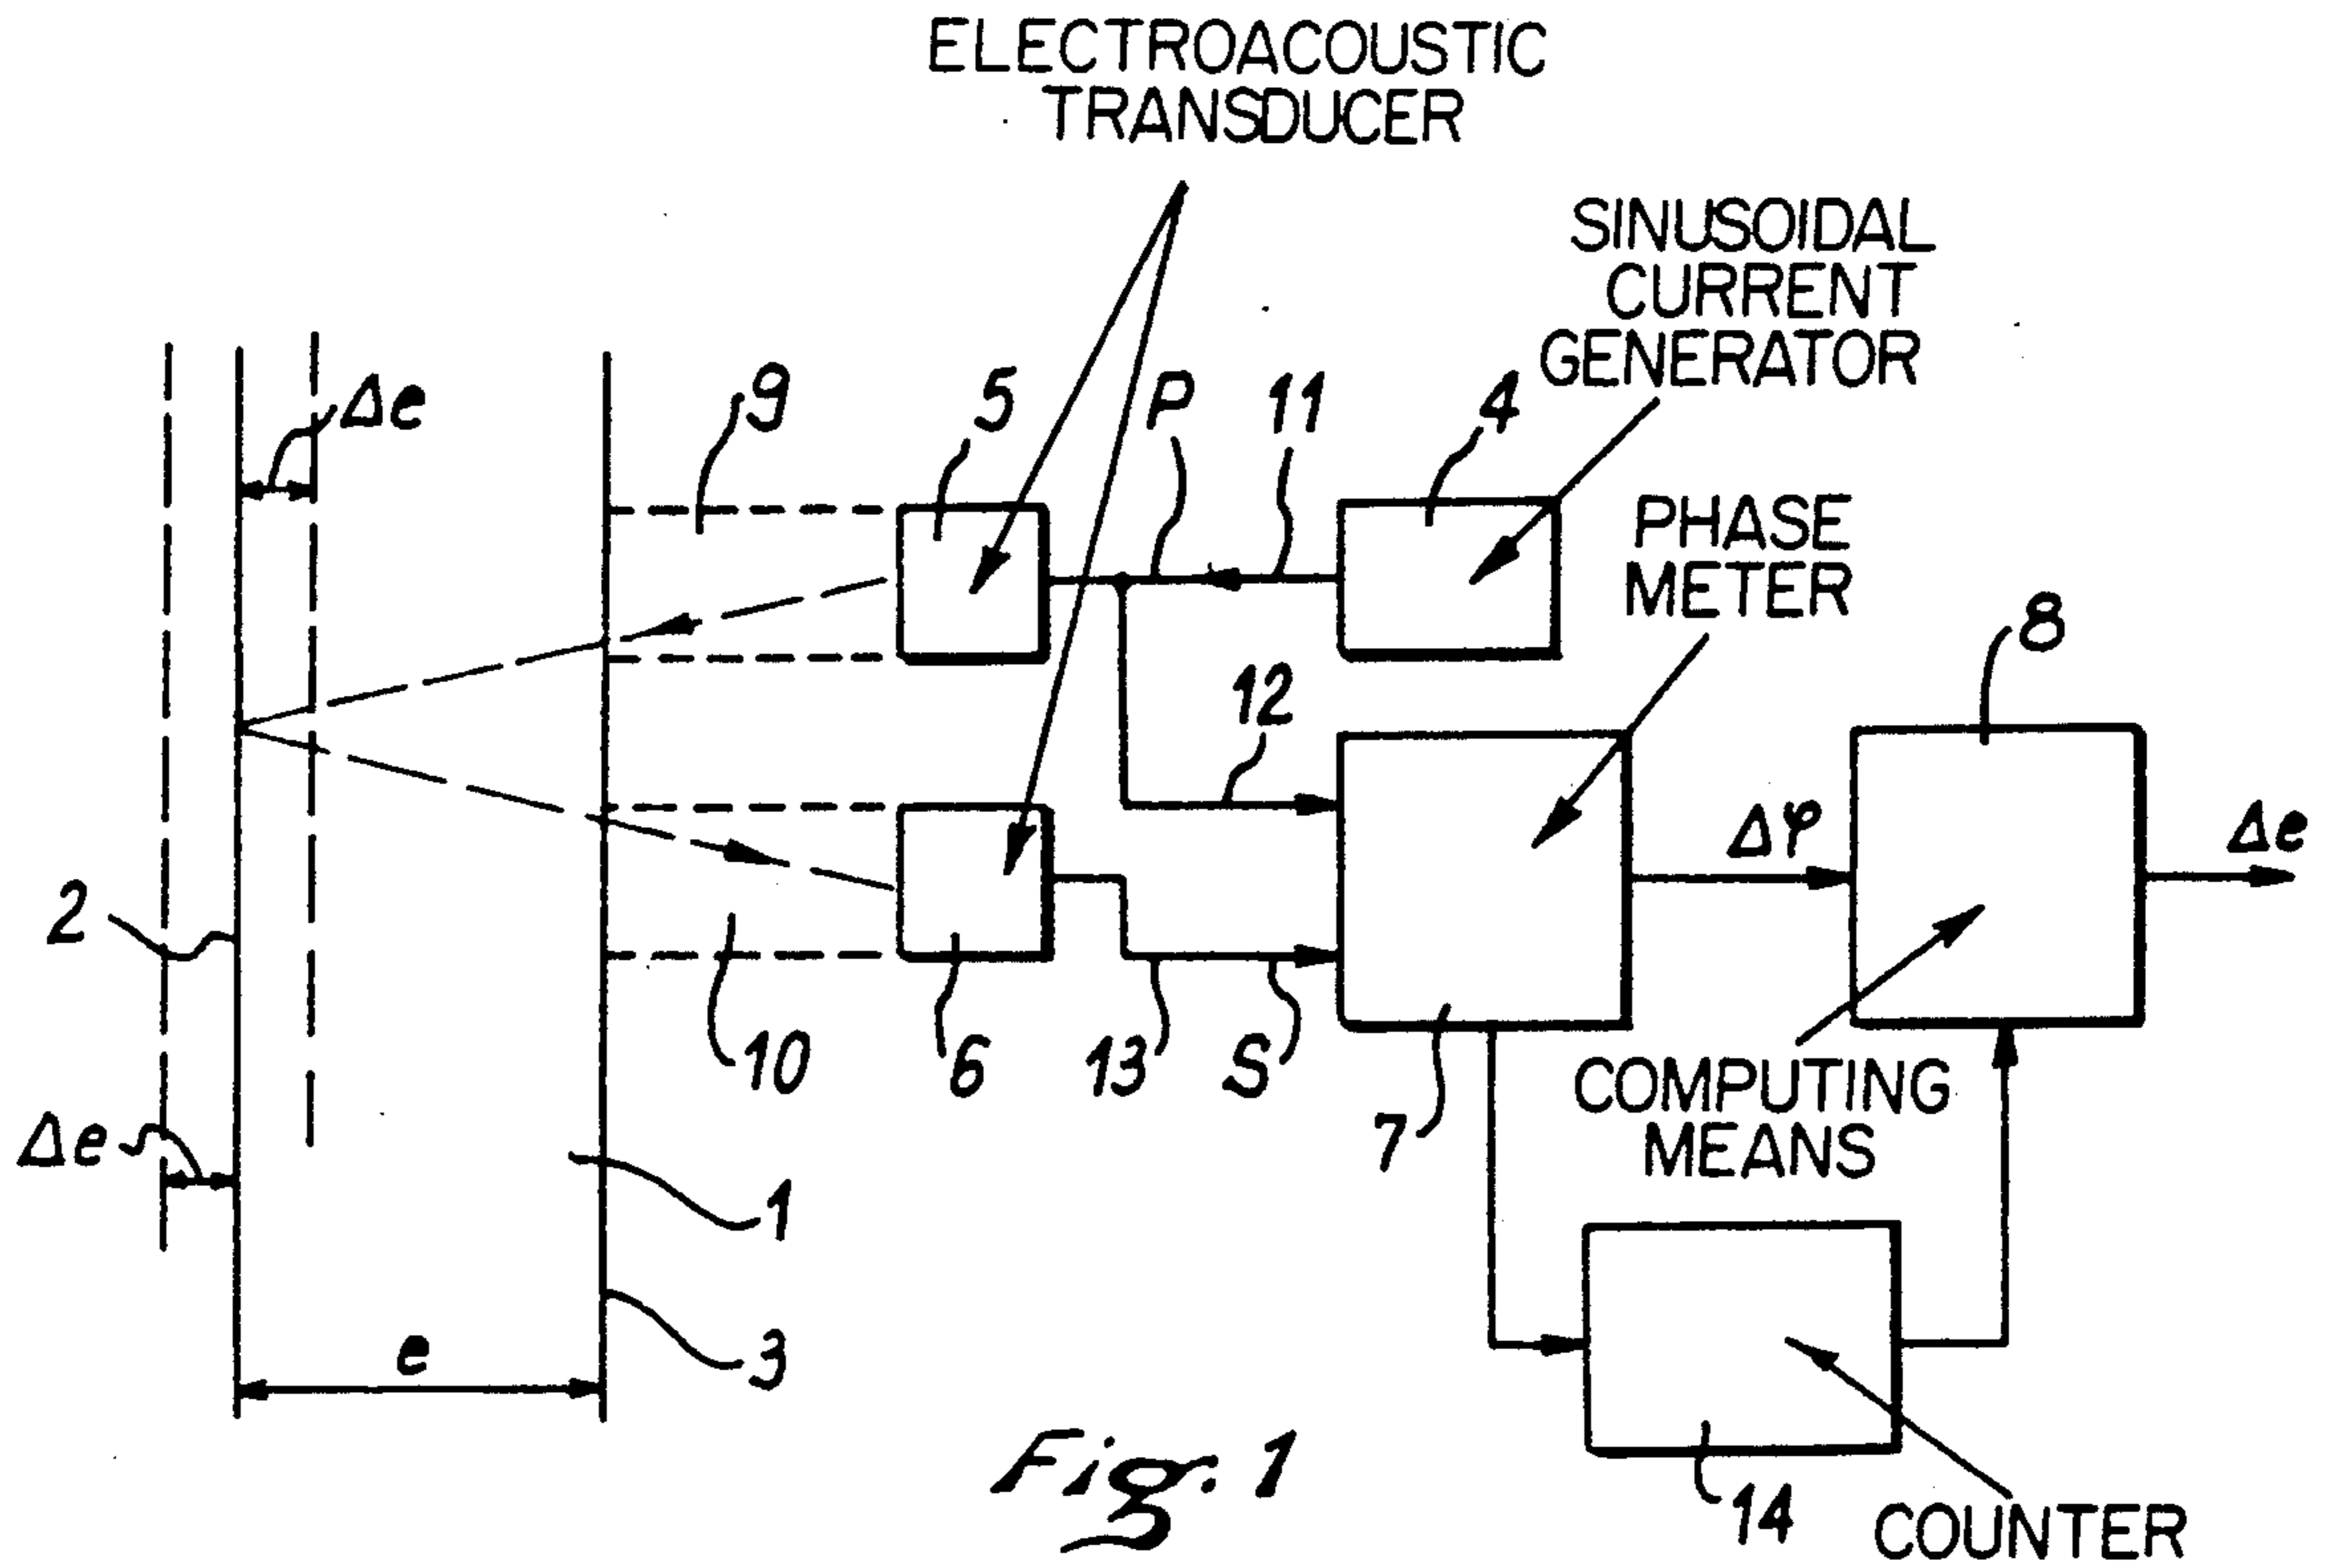 ELECTROACOUSTIC
TRANSDUCER
SINUSOIDAL
CURRENT
GENERATOR
Δe
9
5
P
11
4
PHASE
METER
8
12
Δφ
Δe
2
10
6
13
S
7
COMPUTING
MEANS
Δe
1
3
e
14
COUNTER
Fig. 1